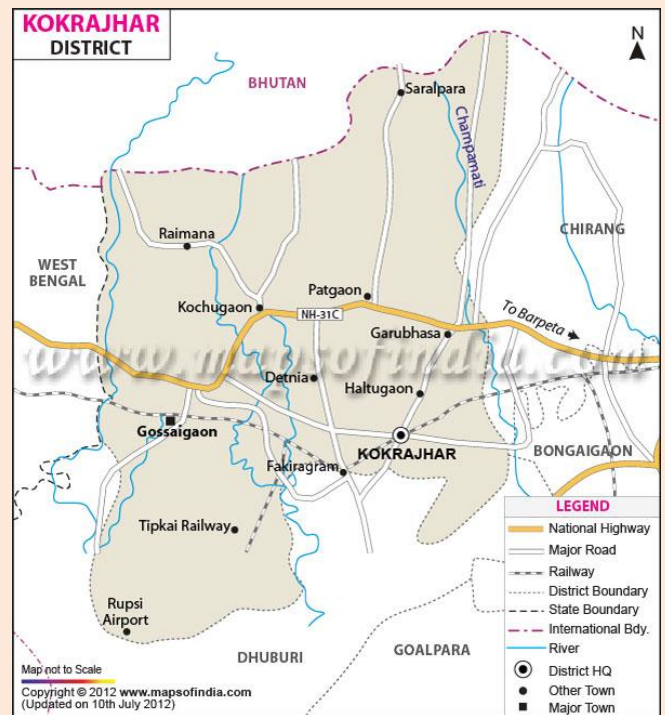 KOKRAJHAR
DISTRICT
N
BHUTAN
Saralpara
Champamati
CHIRANG
Raimana
WEST
BENGAL
Kochugaon
Patgaon
NH-31C
To Barpeta
Garubhasa
www.mapsofindia.com
Detnia
Haltugaon
Gossaigaon
KOKRAJHAR
BONGAIGAON
Fakiragram
Tipkai Railway
Rupsi
Airport
DHUBURI
GOALPARA
LEGEND
National Highway
Major Road
Railway
District Boundary
State Boundary
International Bdy.
River
District HQ
Other Town
Major Town
Map not to Scale
Copyright © 2012 www.mapsofindia.com
(Updated on 10th July 2012)